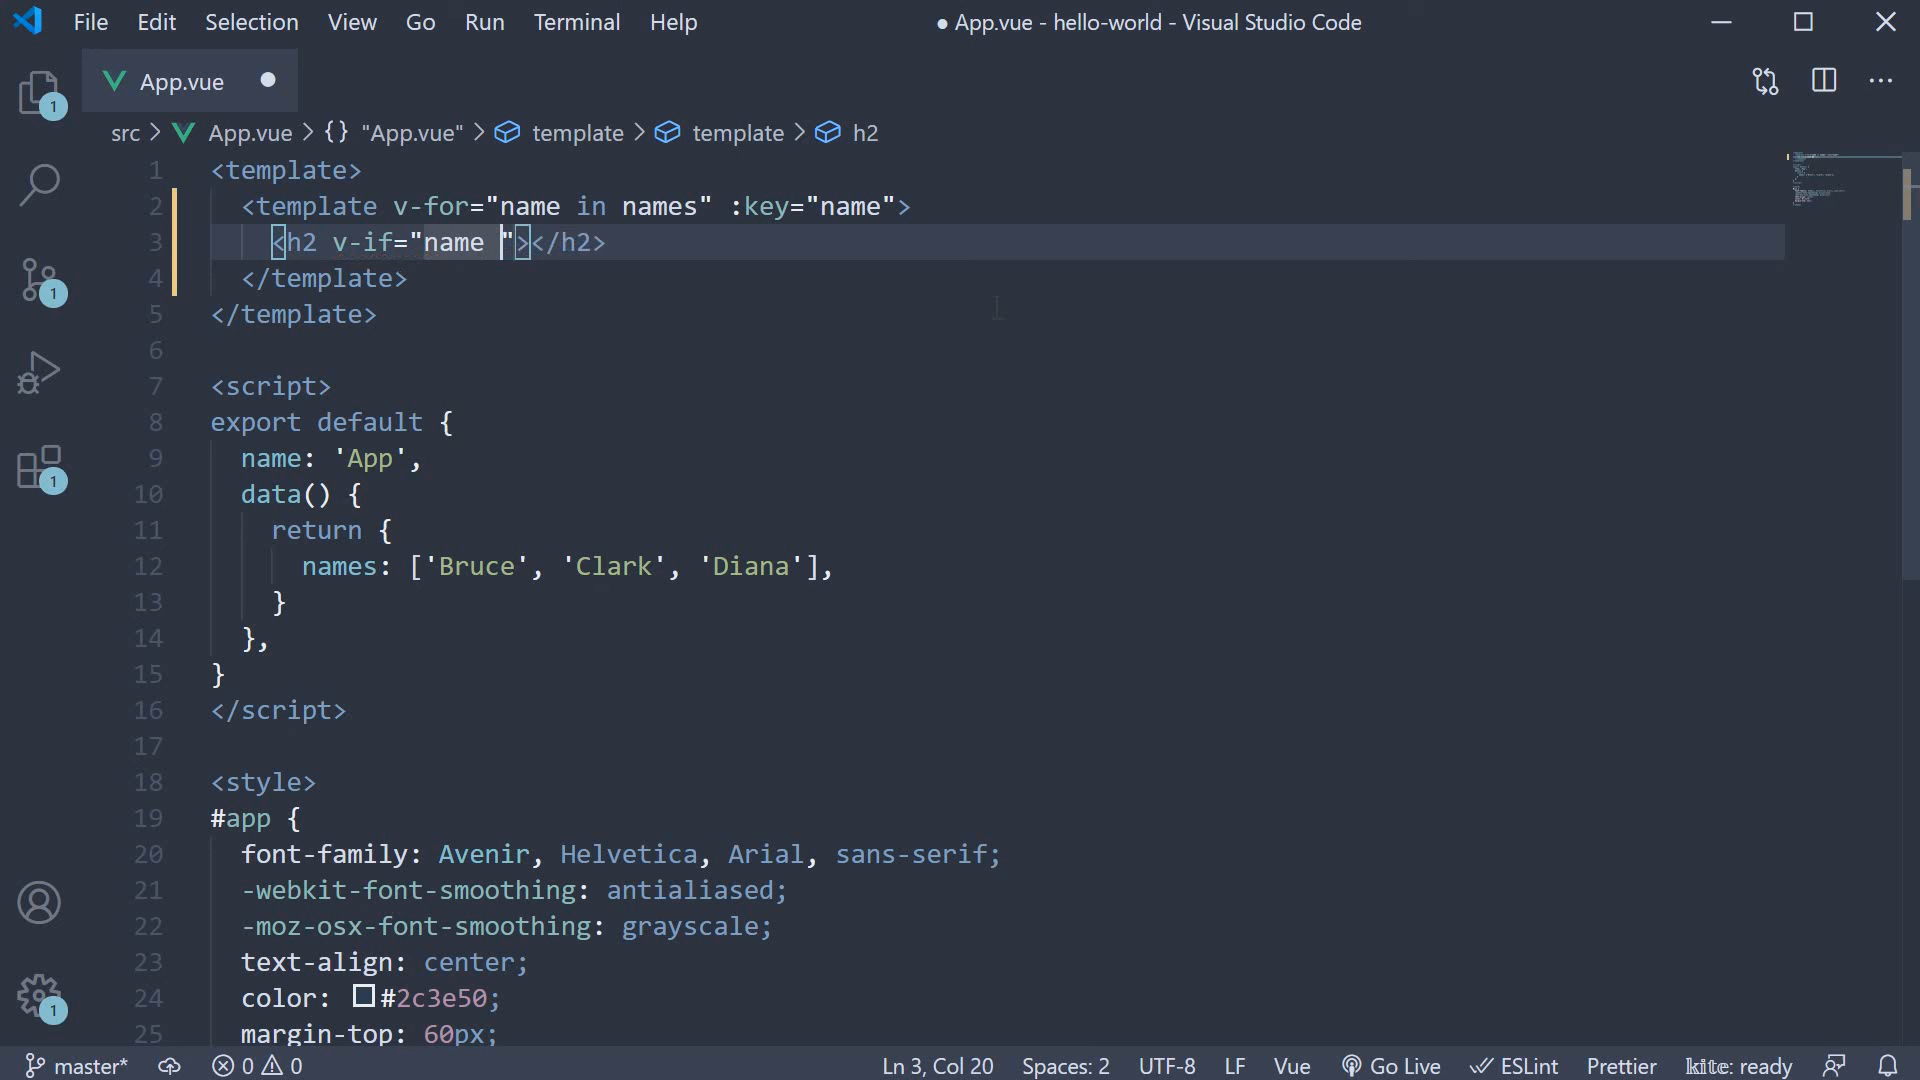 File Edit Selection View Go Run Terminal Help ● App.vue - hello-world - Visual Studio Code
App.vue ●
src > App.vue > {} "App.vue" > template > template > h2
1 <template>
2 <template v-for="name in names" :key="name">
3 <h2 v-if="name "></h2>
4 </template>
5 </template>
6
7 <script>
8 export default {
9 name: 'App',
10 data() {
11 return {
12 names: ['Bruce', 'Clark', 'Diana'],
13 }
14 },
15 }
16 </script>
17
18 <style>
19 #app {
20 font-family: Avenir, Helvetica, Arial, sans-serif;
21 -webkit-font-smoothing: antialiased;
22 -moz-osx-font-smoothing: grayscale;
23 text-align: center;
24 color: #2c3e50;
25 margin-top: 60px;
1
1
1
1
master* 0 0 Ln 3, Col 20 Spaces: 2 UTF-8 LF Vue Go Live ESLint Prettier kite: ready